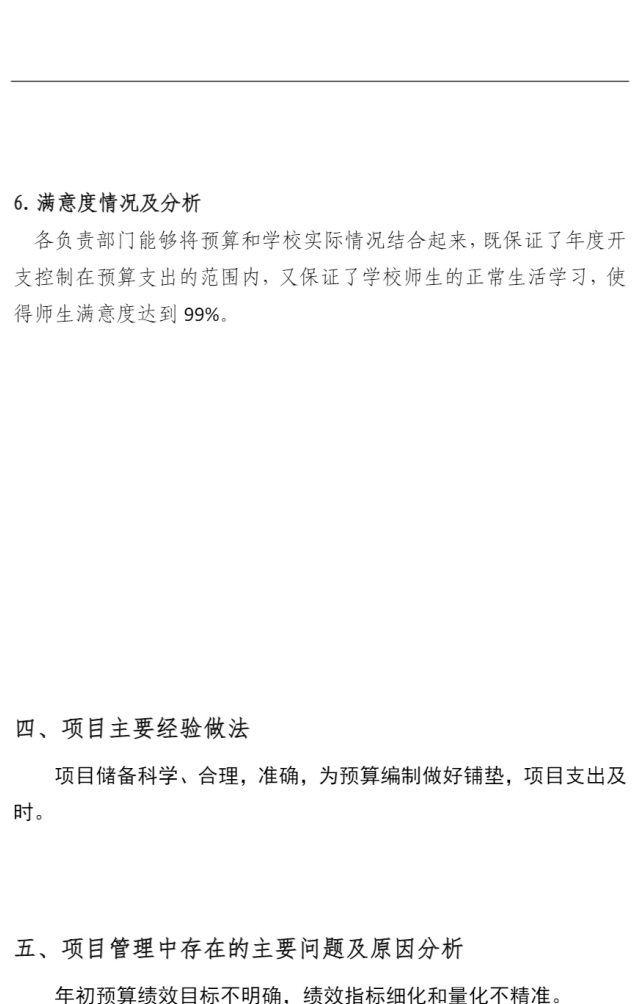 6. 满意度情况及分析
各负责部门能够将预算和学校实际情况结合起来，既保证了年度开
支控制在预算支出的范围内，又保证了学校师生的正常生活学习，使
得师生满意度达到 99%。
四、项目主要经验做法
项目储备科学、合理，准确，为预算编制做好铺垫，项目支出及
时。
五、项目管理中存在的主要问题及原因分析
年初预算绩效目标不明确，绩效指标细化和量化不精准。